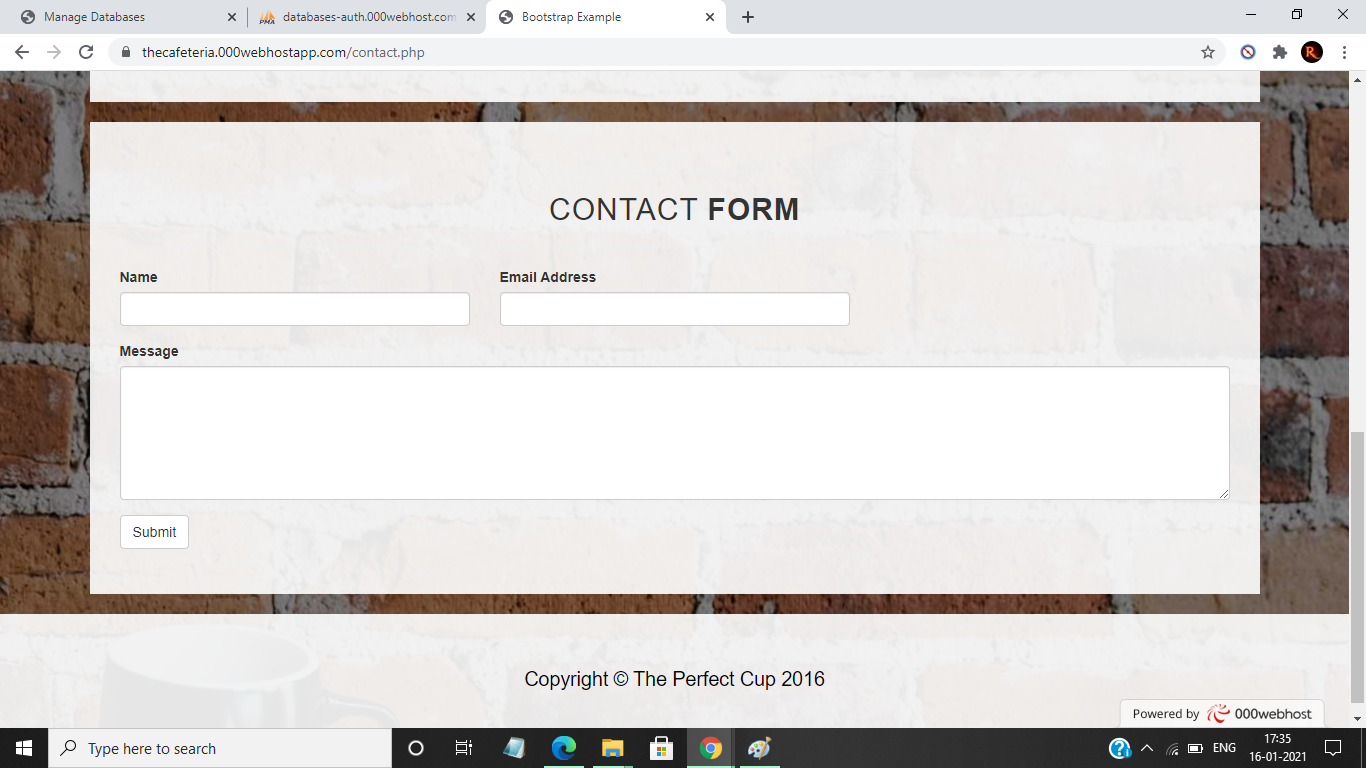 Manage Databases
databases-auth.000webhost.com
Bootstrap Example
thecafeteria.000webhostapp.com/contact.php
R
CONTACT FORM
Name
Email Address
Message
Submit
Copyright © The Perfect Cup 2016
Powered by 000webhost
Type here to search
ENG
17:35
16-01-2021